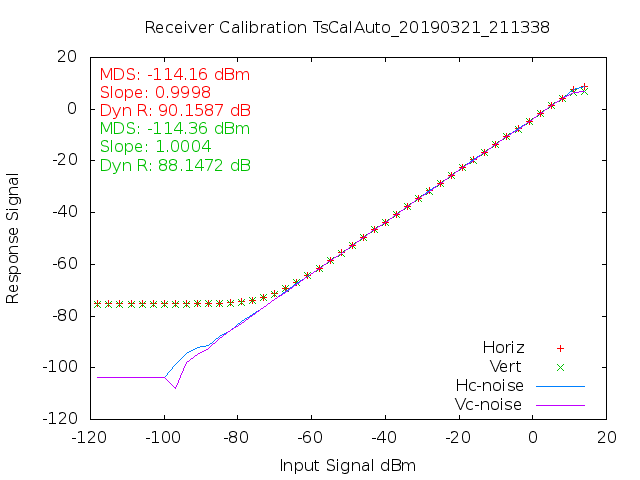 Receiver Calibration TsCalAuto_20190321_211338
MDS: -114.16 dBm
Slope: 0.9998
Dyn R: 90.1587 dB
MDS: -114.36 dBm
Slope: 1.0004
Dyn R: 88.1472 dB
20
0
-20
-40
-60
-80
-100
-120
Response Signal
Horiz
Vert
Hc-noise
Vc-noise
-120 -100 -80 -60 -40 -20 0 20
Input Signal dBm